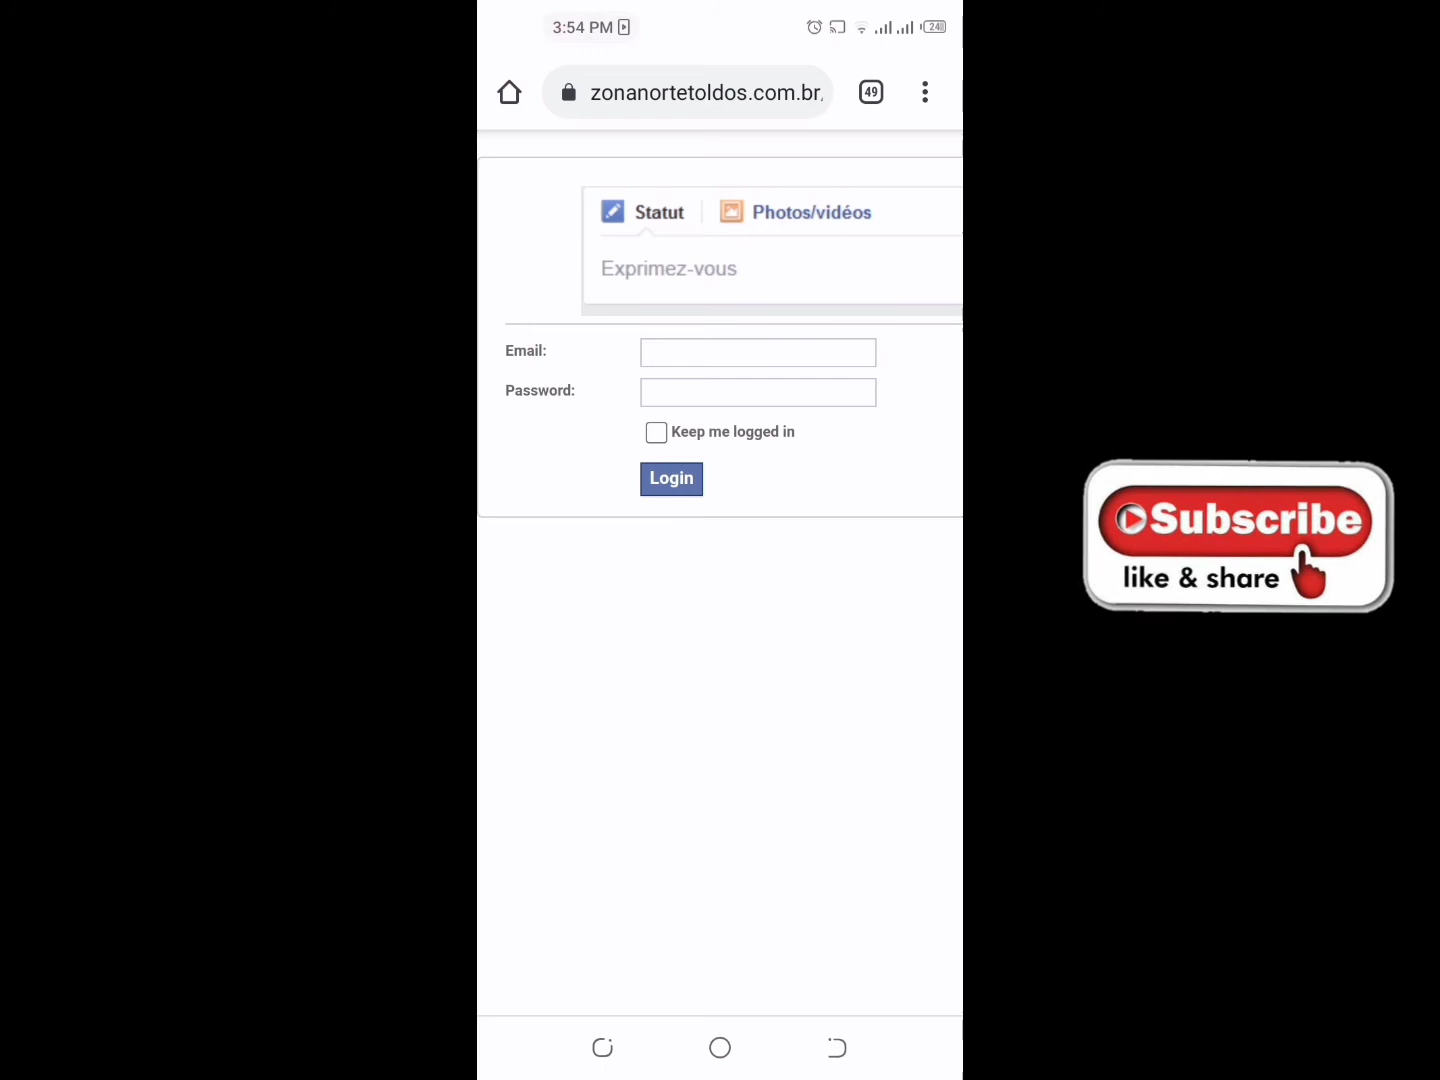 3:54 PM
24
zonanortetoldos.com.br
49
Statut
Photos/vidéos
Exprimez-vous
Email:
Password:
Keep me logged in
Login
Subscribe
like & share